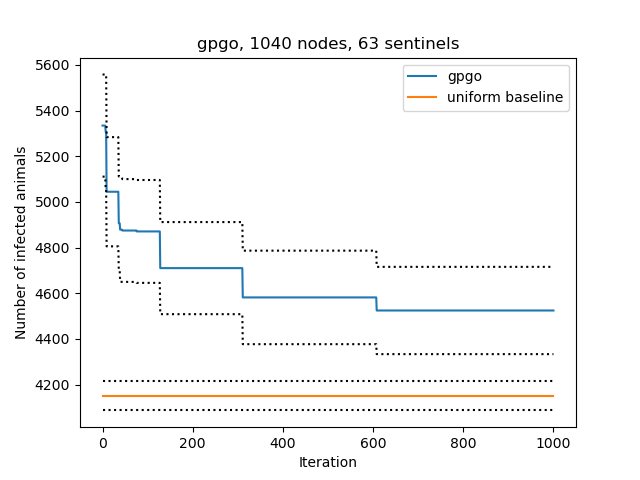 gpgo, 1040 nodes, 63 sentinels
gpgo
uniform baseline
Number of infected animals
5600
5400
5200
5000
4800
4600
4400
4200
0
200
400
600
800
1000
Iteration